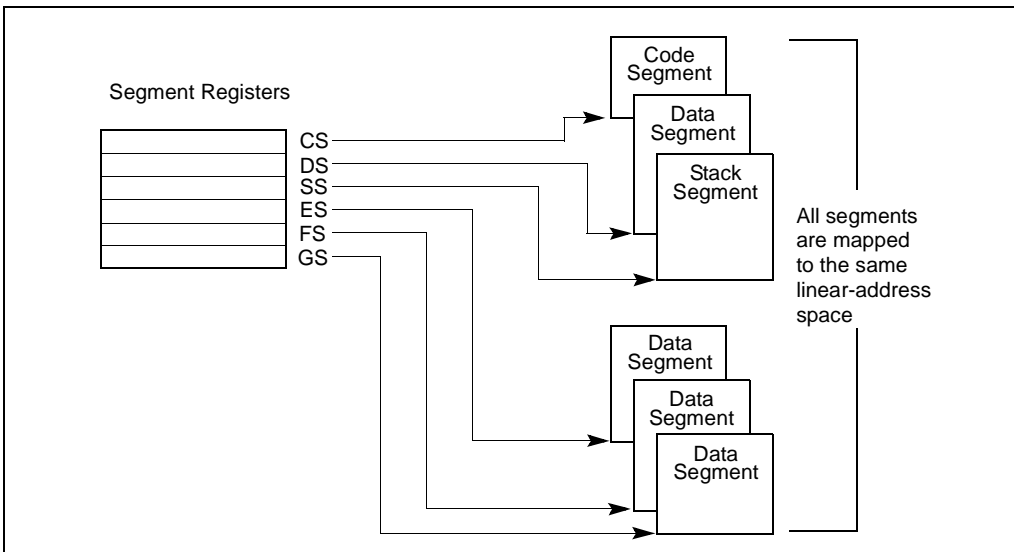 Segment Registers
CS
DS
SS
ES
FS
GS
Code
Segment
Data
Segment
Stack
Segment
Data
Segment
Data
Segment
Data
Segment
All segments
are mapped
to the same
linear-address
space